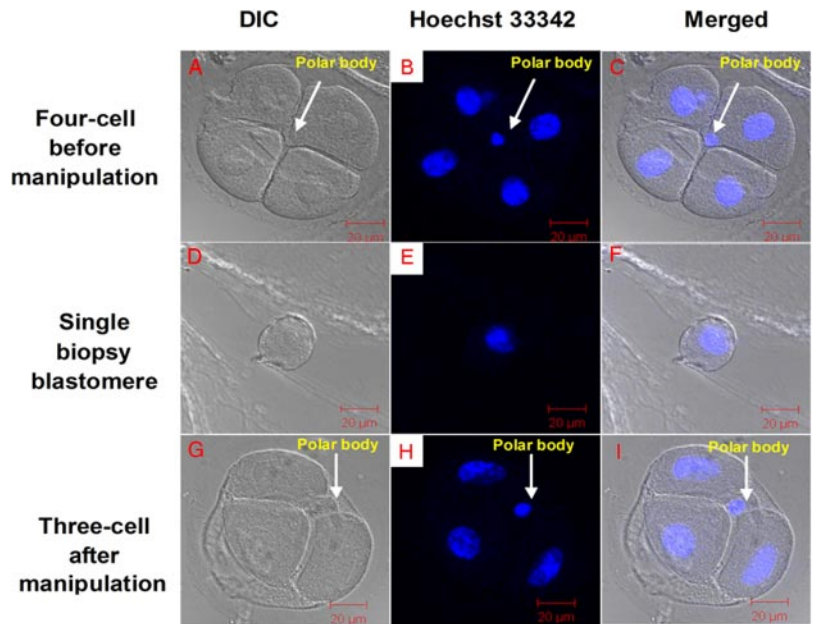 DIC Hoechst 33342 Merged
Four-cell
before
manipulation
A Polar body
20 µm
B Polar body
20 µm
C Polar body
20 µm
Single
biopsy
blastomere
D
20 µm
E
20 µm
F
20 µm
Three-cell
after
manipulation
G Polar body
20 µm
H Polar body
20 µm
I Polar body
20 µm